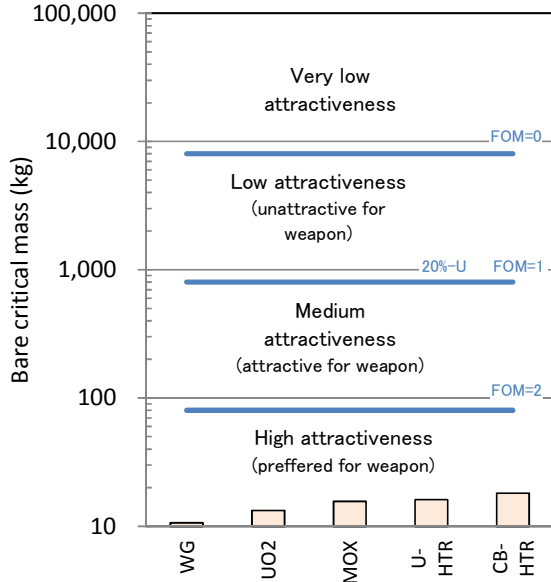 100,000
10,000
1,000
100
10
Bare critical mass (kg)
Very low
attractiveness
FOM=0
Low attractiveness
(unattractive for
weapon)
20%-U FOM=1
Medium
attractiveness
(attractive for weapon)
FOM=2
High attractiveness
(preffered for weapon)
WG
UO2
MOX
U-
HTR
CB-
HTR